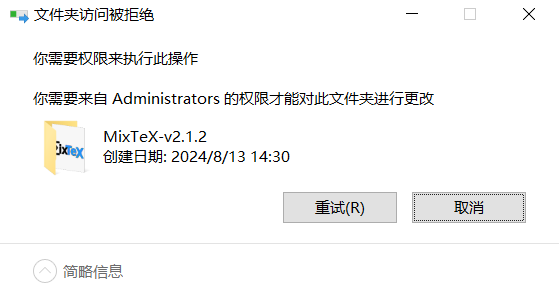 文件夹访问被拒绝
你需要权限来执行此操作
你需要来自 Administrators 的权限才能对此文件夹进行更改
MixTeX
MixTeX-v2.1.2
创建日期: 2024/8/13 14:30
重试(R)
取消
简略信息